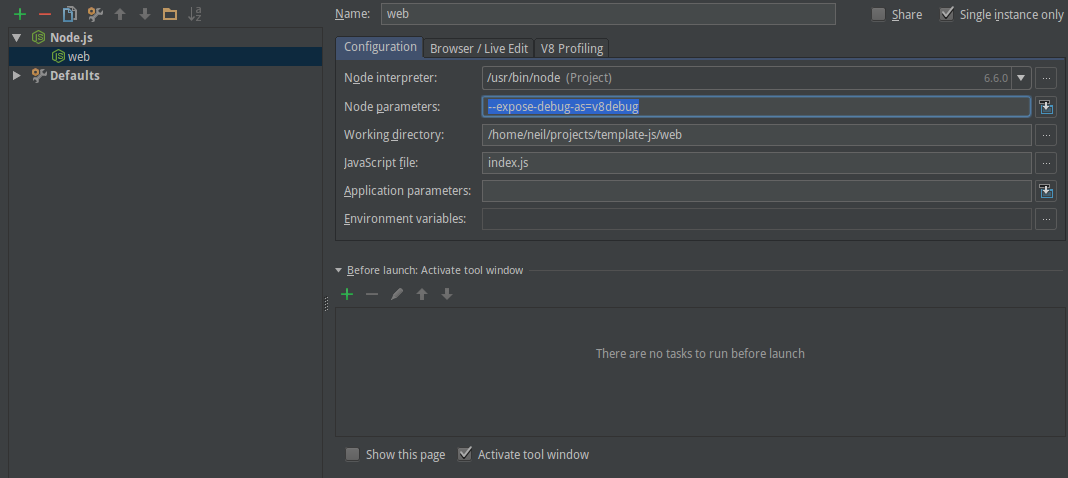 Name: web Share Single instance only
Node.js
web
Defaults
Configuration Browser / Live Edit V8 Profiling
Node interpreter: /usr/bin/node (Project) 6.6.0 ...
Node parameters: --expose-debug-as=v8debug
Working directory: /home/neil/projects/template-js/web ...
JavaScript file: index.js ...
Application parameters:
Environment variables: ...
Before launch: Activate tool window
There are no tasks to run before launch
Show this page Activate tool window